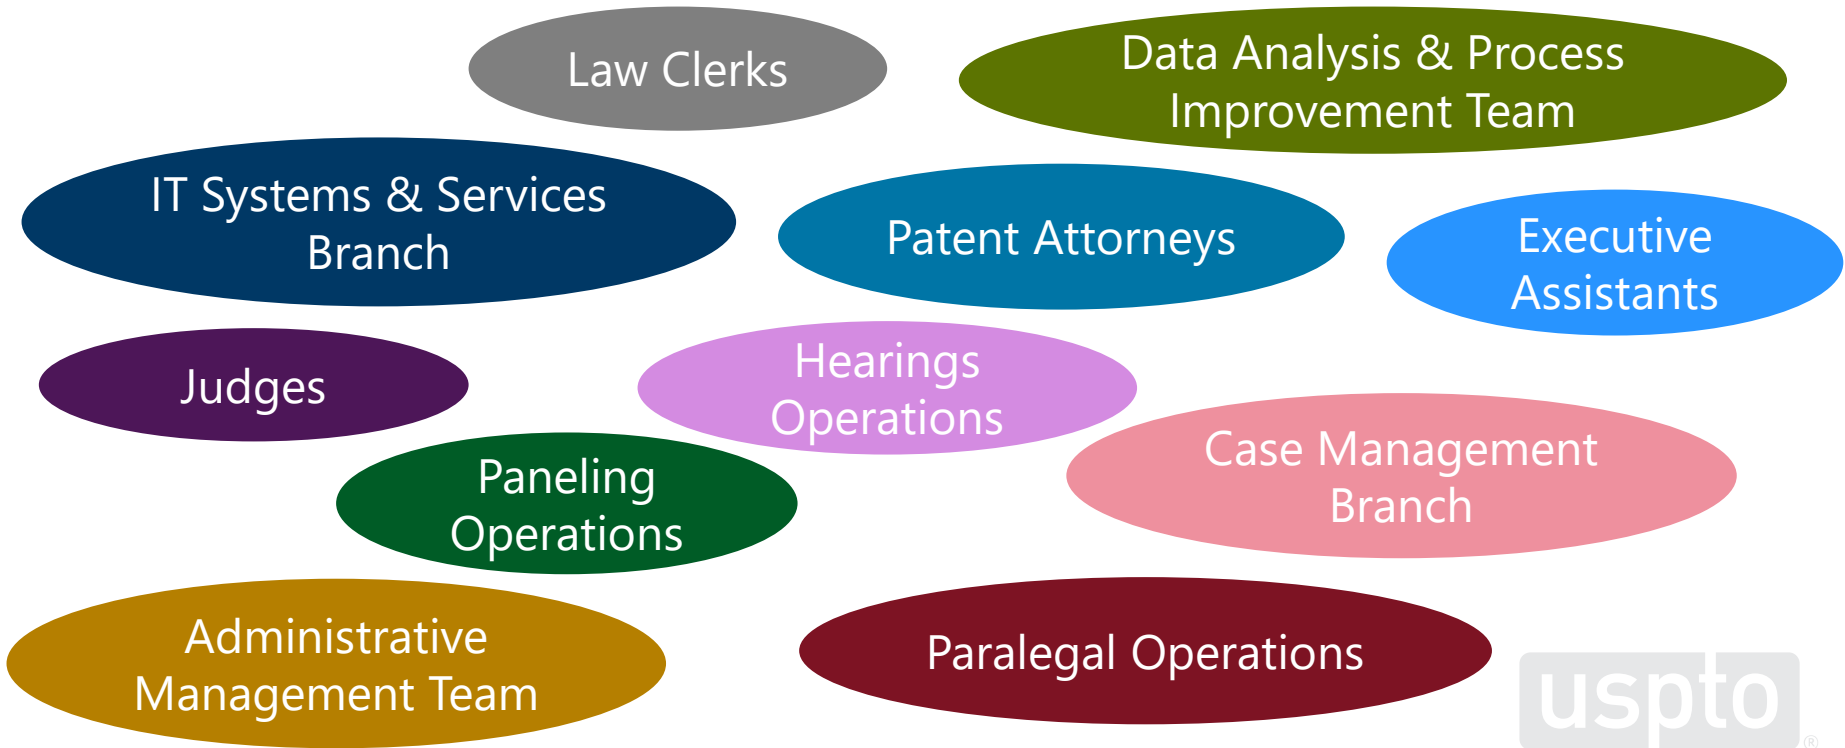 Law Clerks
Data Analysis & Process
Improvement Team
IT Systems & Services
Branch
Patent Attorneys
Executive
Assistants
Judges
Hearings
Operations
Case Management
Branch
Paneling
Operations
Administrative
Management Team
Paralegal Operations
uspto
®